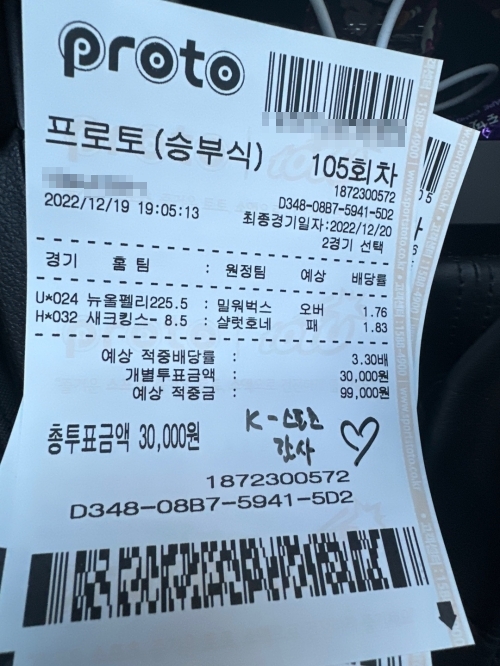 proto
프로토(승부식) 105회차
1872300572
D348-08B7-5941-5D2
2022/12/19 19:05:13 최종경기일자:2022/12/20
2경기 선택
경기 홈 팀 : 원정팀 예상 배당률
U*024 뉴올펠리225.5 : 밀워벅스 오버 1.76
H*032 새크킹스- 8.5 : 샬럿호네 패 1.83
예상 적중배당률 : 3.30배
개별투표금액 : 30,000원
예상 적중금 : 99,000원
총투표금액 30,000원
K-스포츠
감사
1872300572
D348-08B7-5941-5D2